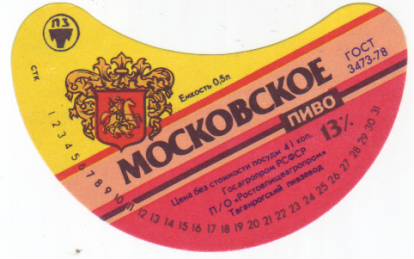 ПЗ
СТК
Емкость 0,5л
ГОСТ
3473-78
МОСКОВСКОЕ
ПИВО
13%
Цена без стоимости посуды 41 коп.
Госагропром РСФСР
П/О «Ростовпищеагропром»
Таганрогский пивзавод
1 2 3 4 5 6 7 8 9 10 11 12 13 14 15 16 17 18 19 20 21 22 23 24 25 26 27 28 29 30 31